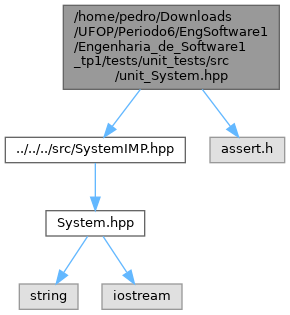 /home/pedro/Downloads
/UFOP/Periodo6/EngSoftware1
/Engenharia_de_Software1
_tp1/tests/unit_tests/src
/unit_System.hpp
../../../src/SystemIMP.hpp
assert.h
System.hpp
string
iostream